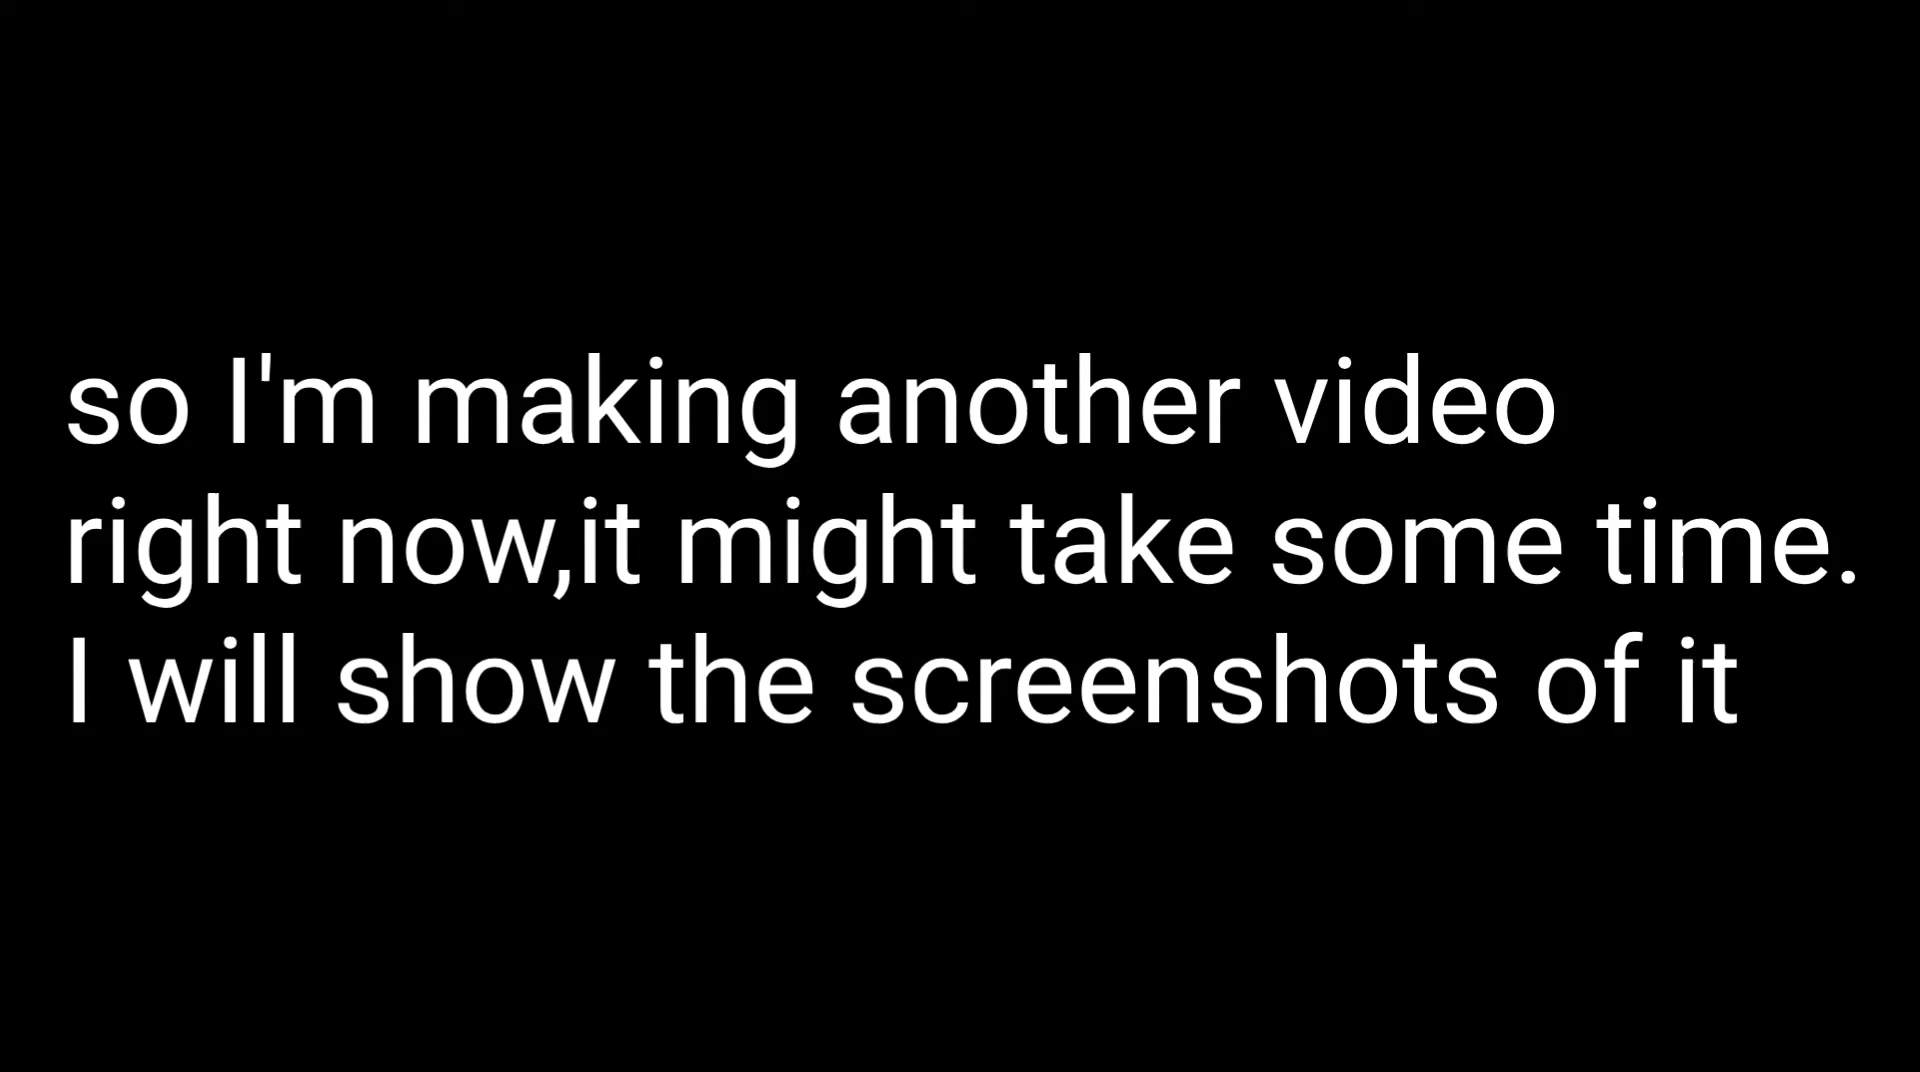 so I'm making another video
right now,it might take some time.
I will show the screenshots of it